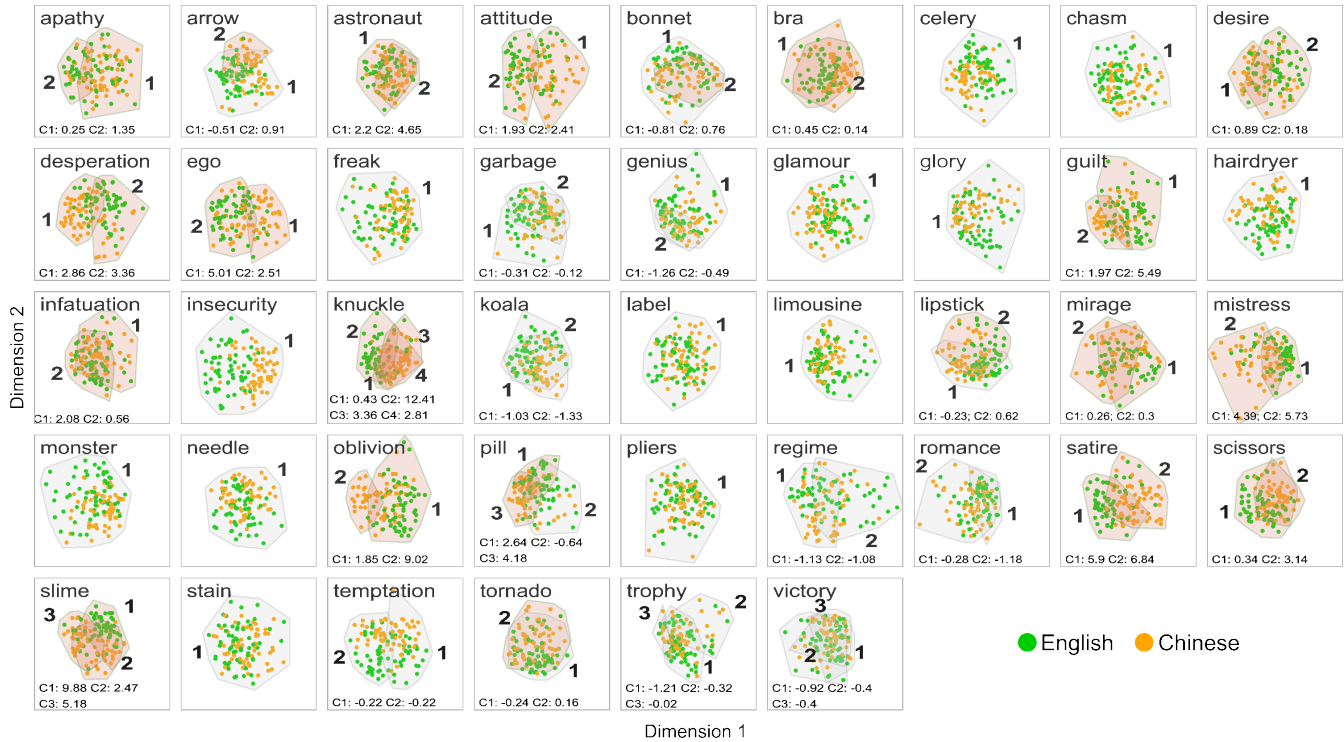 apathy
2
1
C1: 0.25 C2: 1.35
arrow
2
1
C1: -0.51 C2: 0.91
astronaut
1
2
C1: 2.2 C2: 4.65
attitude
1
2
C1: 1.93 C2: 2.41
bonnet
1
2
C1: -0.81 C2: 0.76
bra
1
2
C1: 0.45 C2: 0.14
celery
1
chasm
1
desire
2
1
C1: 0.89 C2: 0.18
desperation
2
1
C1: 2.86 C2: 3.36
ego
2
1
C1: 5.01 C2: 2.51
freak
1
garbage
2
1
C1: -0.31 C2: -0.12
genius
1
2
C1: -1.26 C2: -0.49
glamour
1
glory
1
guilt
1
2
C1: 1.97 C2: 5.49
hairdryer
1
infatuation
1
2
C1: 2.08 C2: 0.56
insecurity
1
knuckle
2
3
1
4
C1: 0.43 C2: 12.41
C3: 3.36 C4: 2.81
koala
2
1
C1: -1.03 C2: -1.33
label
1
limousine
1
lipstick
2
1
C1: -0.23; C2: 0.62
mirage
2
1
C1: 0.26; C2: 0.3
mistress
2
1
C1: 4.39; C2: 5.73
monster
1
needle
1
oblivion
2
1
C1: 1.85 C2: 9.02
pill
1
2
3
C1: 2.64 C2: -0.64
C3: 4.18
pliers
1
regime
1
2
C1: -1.13 C2: -1.08
romance
2
1
C1: -0.28 C2: -1.18
satire
2
1
C1: 5.9 C2: 6.84
scissors
2
1
C1: 0.34 C2: 3.14
slime
3
1
2
C1: 9.88 C2: 2.47
C3: 5.18
stain
1
temptation
2
1
C1: -0.22 C2: -0.22
tornado
2
1
C1: -0.24 C2: 0.16
trophy
3
2
1
C1: -1.21 C2: -0.32
C3: -0.02
victory
3
2
1
C1: -0.92 C2: -0.4
C3: -0.4
English
Chinese
Dimension 2
Dimension 1